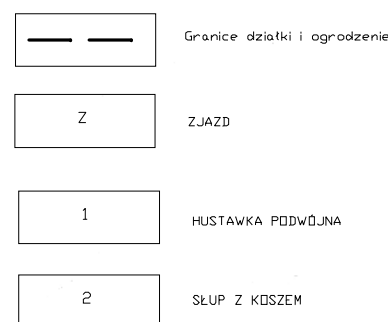 Granice działki i ogrodzenie
Z ZJAZD
1 HUSTAWKA PODWÓJNA
2 SŁUP Z KOSZEM